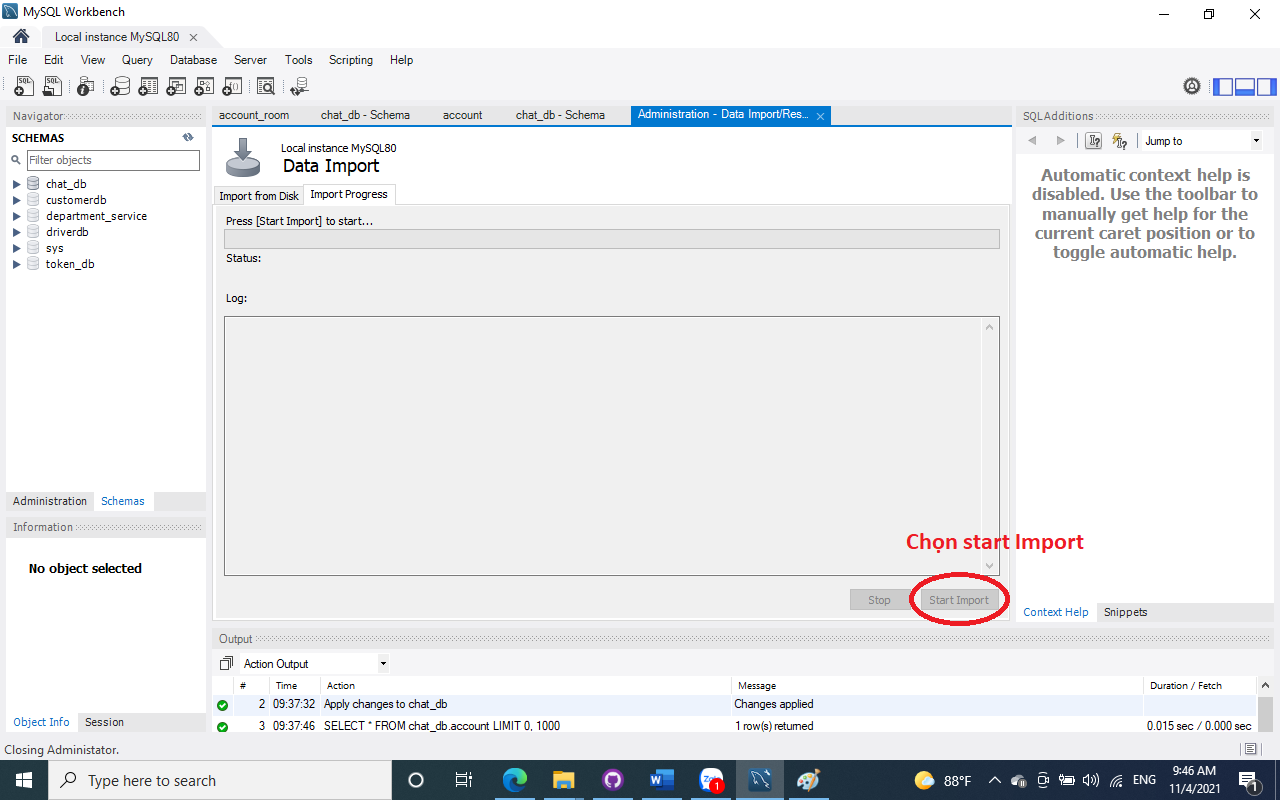 MySQL Workbench
Local instance MySQL80
File Edit View Query Database Server Tools Scripting Help
Navigator
SCHEMAS
Filter objects
chat_db
customerdb
department_service
driverdb
sys
token_db
Administration Schemas
Information
No object selected
Object Info Session
account_room chat_db - Schema account chat_db - Schema Administration - Data Import/Res...
Local instance MySQL80
Data Import
Import from Disk Import Progress
Press [Start Import] to start...
Status:
Log:
Chọn start Import
Stop Start Import
SQLAdditions
Jump to
Automatic context help is
disabled. Use the toolbar to
manually get help for the
current caret position or to
toggle automatic help.
Context Help Snippets
Output
Action Output
# Time Action Message Duration / Fetch
2 09:37:32 Apply changes to chat_db Changes applied
3 09:37:46 SELECT * FROM chat_db.account LIMIT 0, 1000 1 row(s) returned 0.015 sec / 0.000 sec
Closing Administator.
Type here to search
88°F
ENG
9:46 AM
11/4/2021
1
1